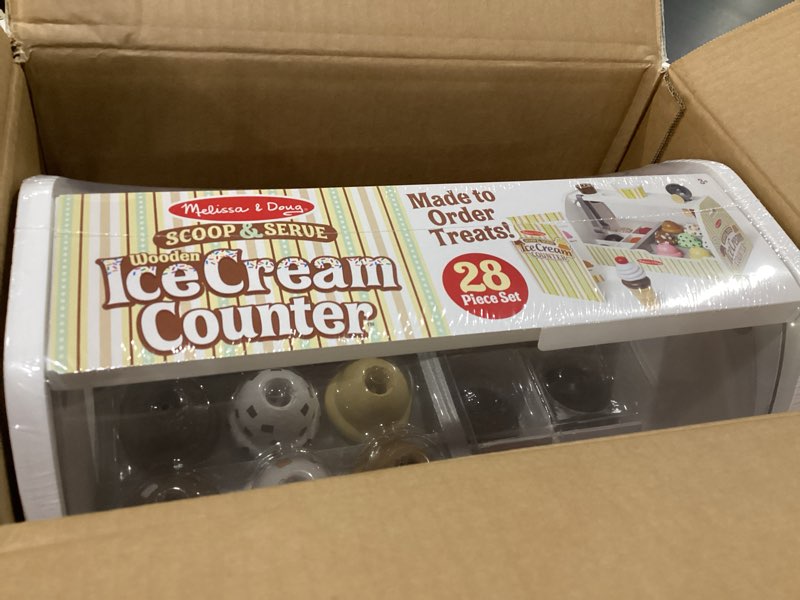 Melissa & Doug
SCOOP & SERVE
Wooden
Ice Cream
Counter
Made to
Order
Treats!
28
Piece Set
Ice Cream
COUNTER
3+